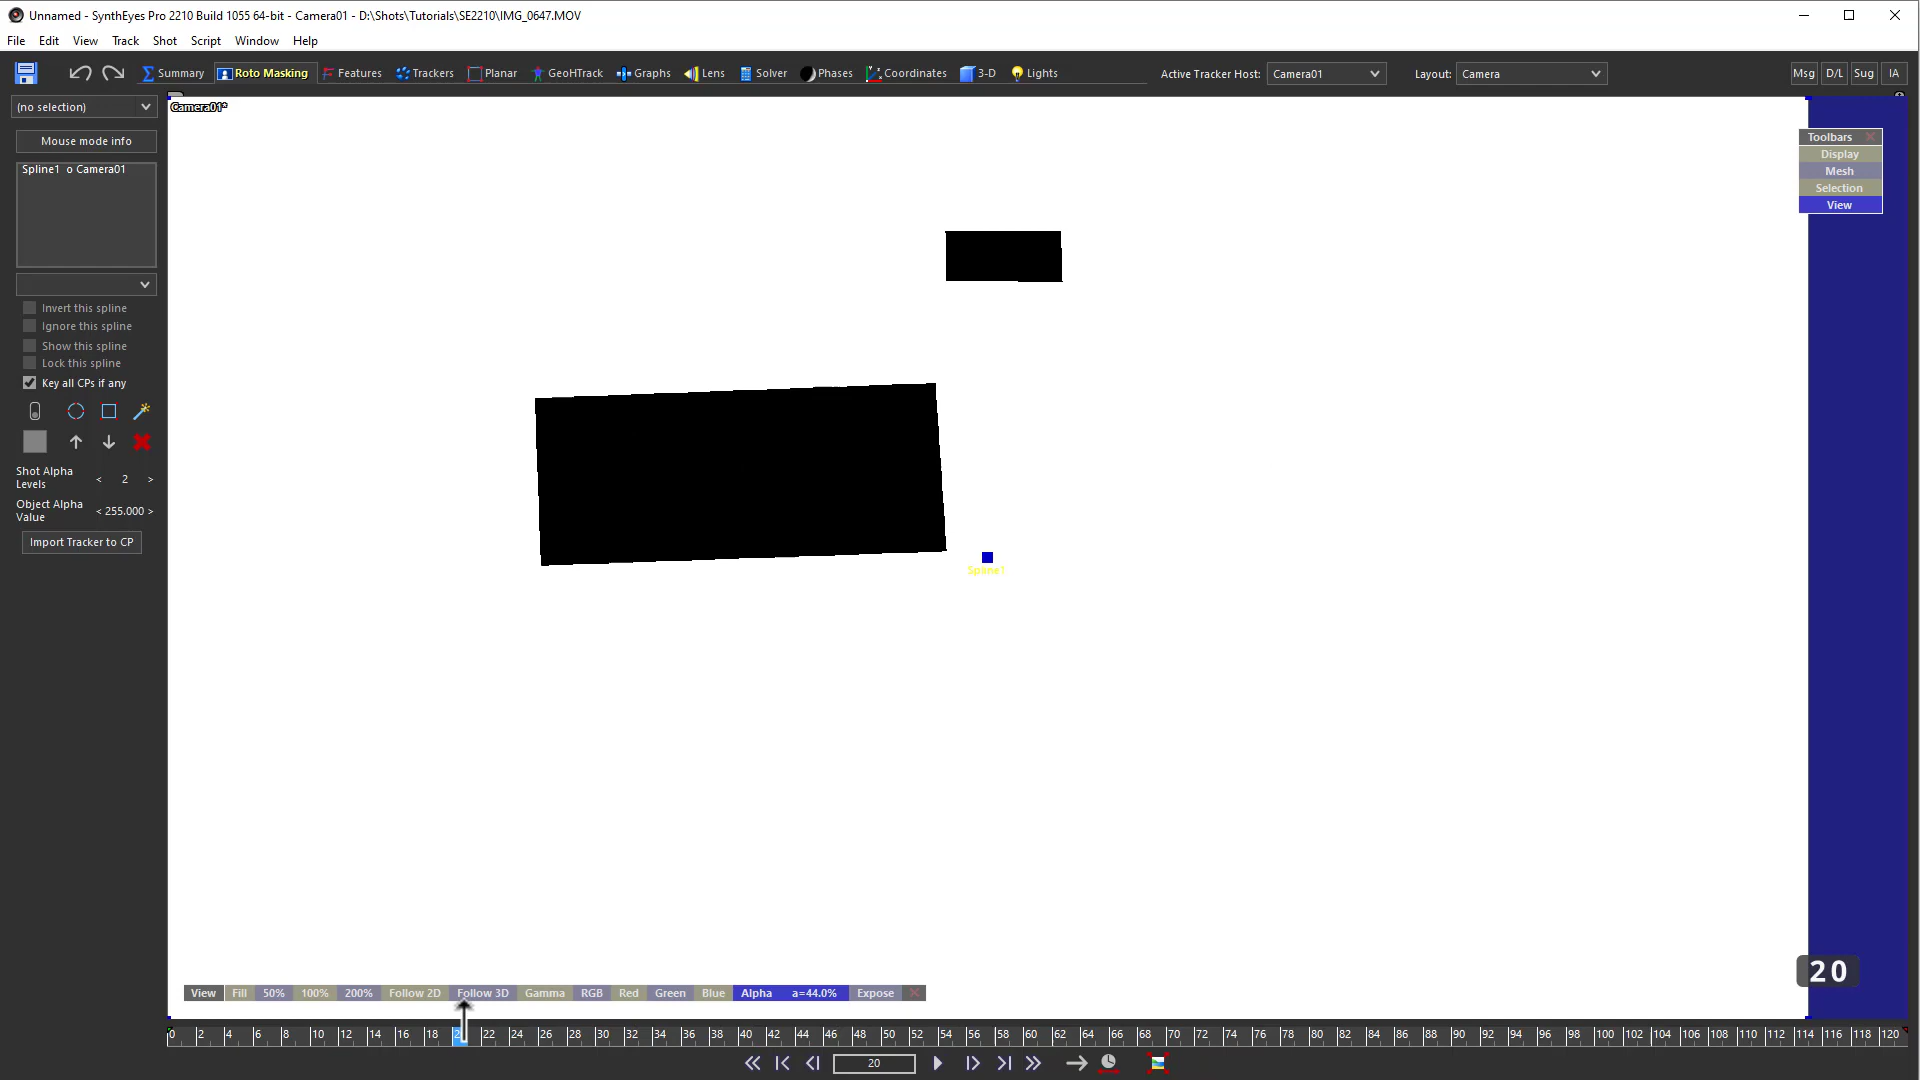 Unnamed - SynthEyes Pro 2210 Build 1055 64-bit - Camera01 - D:\Shots\Tutorials\SE2210\IMG_0647.MOV
File Edit View Track Shot Script Window Help
Summary Roto Masking Features Trackers Planar GeoHTrack Graphs Lens Solver Phases Coordinates 3-D Lights Active Tracker Host: Camera01 Layout: Camera Msg D/L Sug IA
(no selection)
Camera01*
Mouse mode info
Toolbars
Display
Mesh
Selection
View
Spline1 o Camera01
Invert this spline
Ignore this spline
Show this spline
Lock this spline
Key all CPs if any
Shot Alpha Levels < 2 >
Object Alpha Value < 255.000 >
Import Tracker to CP
Spline1
20
View Fill 50% 100% 200% Follow 2D Follow 3D Gamma RGB Red Green Blue Alpha a=44.0% Expose
0 2 4 6 8 10 12 14 16 18 22 24 26 28 30 32 34 36 38 40 42 44 46 48 50 52 54 56 58 60 62 64 66 68 70 72 74 76 78 80 82 84 86 88 90 92 94 96 98 100 102 104 106 108 110 112 114 116 118 120
20